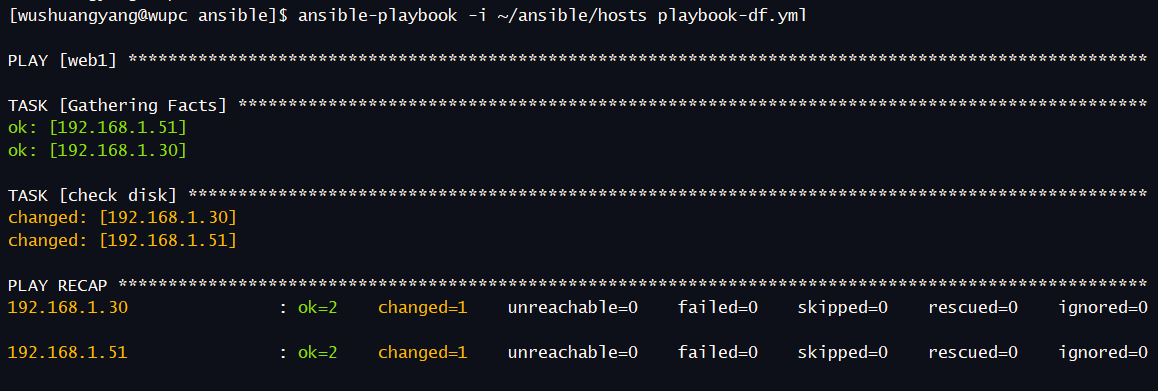 [wushuangyang@wupc ansible]$ ansible-playbook -i ~/ansible/hosts playbook-df.yml
PLAY [web1] ******************************************************************************************************
TASK [Gathering Facts] *******************************************************************************************
ok: [192.168.1.51]
ok: [192.168.1.30]
TASK [check disk] ************************************************************************************************
changed: [192.168.1.30]
changed: [192.168.1.51]
PLAY RECAP *******************************************************************************************************
192.168.1.30 : ok=2 changed=1 unreachable=0 failed=0 skipped=0 rescued=0 ignored=0
192.168.1.51 : ok=2 changed=1 unreachable=0 failed=0 skipped=0 rescued=0 ignored=0